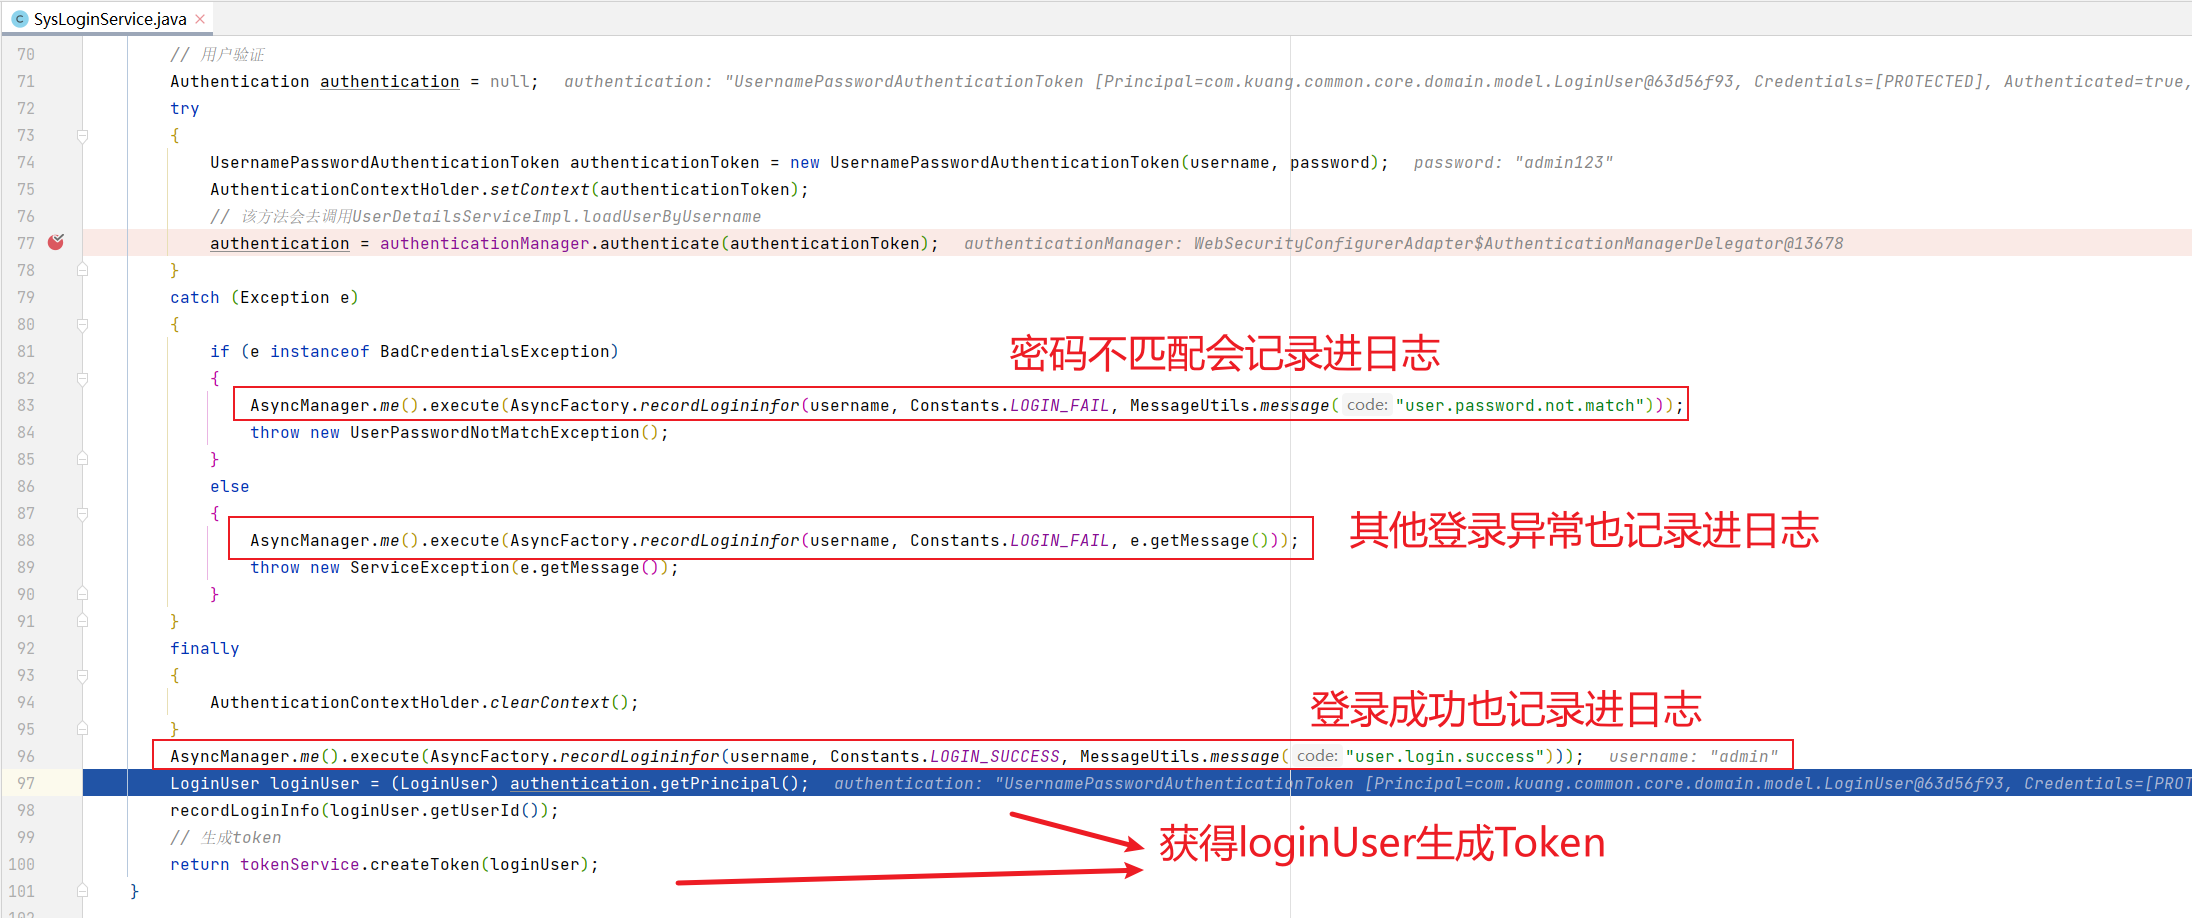 SysLoginService.java
70 // 用户验证
71 Authentication authentication = null; authentication: "UsernamePasswordAuthenticationToken [Principal=com.kuang.common.core.domain.model.LoginUser@63d56f93, Credentials=[PROTECTED], Authenticated=true,
72 try
73 {
74 UsernamePasswordAuthenticationToken authenticationToken = new UsernamePasswordAuthenticationToken(username, password); password: "admin123"
75 AuthenticationContextHolder.setContext(authenticationToken);
76 // 该方法会去调用UserDetailsServiceImpl.loadUserByUsername
77 authentication = authenticationManager.authenticate(authenticationToken); authenticationManager: WebSecurityConfigurerAdapter$AuthenticationManagerDelegator@13678
78 }
79 catch (Exception e)
80 {
密码不匹配会记录进日志
81 if (e instanceof BadCredentialsException)
82 {
83 AsyncManager.me().execute(AsyncFactory.recordLogininfor(username, Constants.LOGIN_FAIL, MessageUtils.message( code: "user.password.not.match")));
84 throw new UserPasswordNotMatchException();
85 }
86 else
87 {
其他登录异常也记录进日志
88 AsyncManager.me().execute(AsyncFactory.recordLogininfor(username, Constants.LOGIN_FAIL, e.getMessage()));
89 throw new ServiceException(e.getMessage());
90 }
91 }
92 finally
93 {
94 AuthenticationContextHolder.clearContext();
登录成功也记录进日志
95 }
96 AsyncManager.me().execute(AsyncFactory.recordLogininfor(username, Constants.LOGIN_SUCCESS, MessageUtils.message( code: "user.login.success"))); username: "admin"
97 LoginUser loginUser = (LoginUser) authentication.getPrincipal(); authentication: "UsernamePasswordAuthenticationToken [Principal=com.kuang.common.core.domain.model.LoginUser@63d56f93, Credentials=[PROT
98 recordLoginInfo(loginUser.getUserId());
99 // 生成token
获得loginUser生成Token
100 return tokenService.createToken(loginUser);
101 }
102